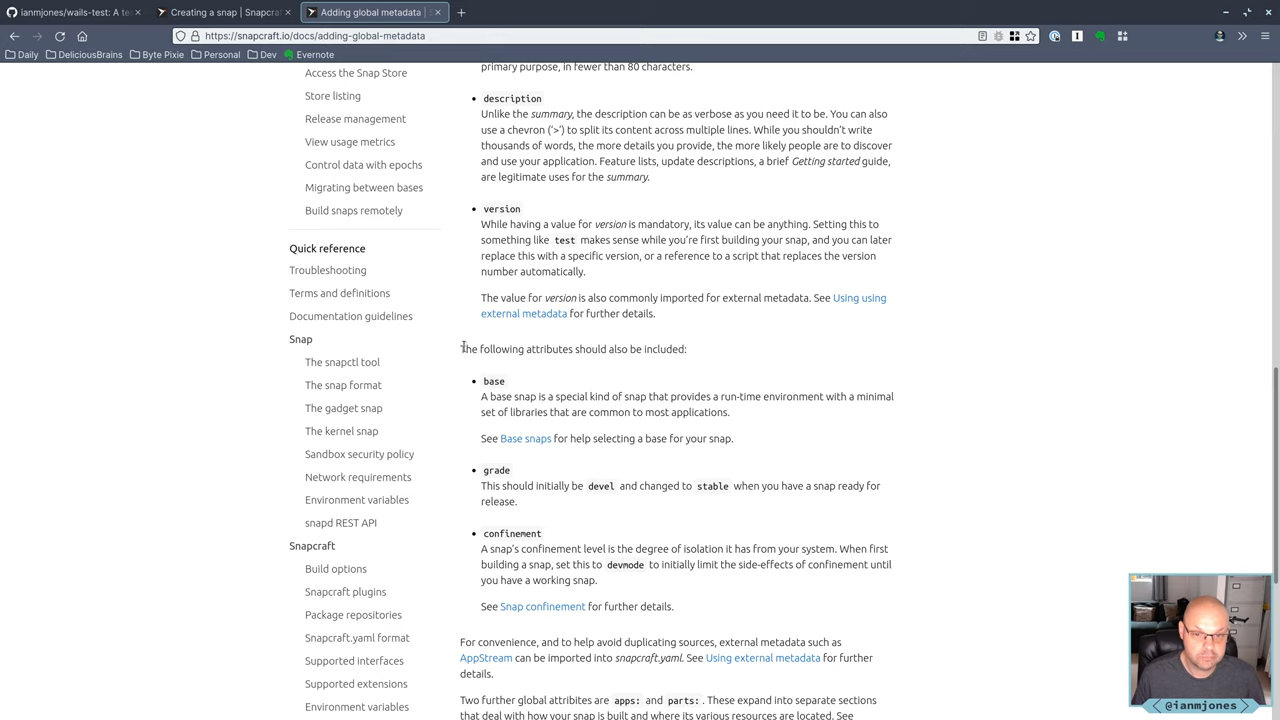 ianmjones/wails-test: A te
Creating a snap | Snapcraf
Adding global metadata |
https://snapcraft.io/docs/adding-global-metadata
Daily
DeliciousBrains
Byte Pixie
Personal
Dev
Evernote
Access the Snap Store
Store listing
Release management
View usage metrics
Control data with epochs
Migrating between bases
Build snaps remotely
Quick reference
Troubleshooting
Terms and definitions
Documentation guidelines
Snap
The snapctl tool
The snap format
The gadget snap
The kernel snap
Sandbox security policy
Network requirements
Environment variables
snapd REST API
Snapcraft
Build options
Snapcraft plugins
Package repositories
Snapcraft.yaml format
Supported interfaces
Supported extensions
Environment variables
primary purpose, in fewer than 80 characters.
• description
Unlike the summary, the description can be as verbose as you need it to be. You can also
use a chevron ('>') to split its content across multiple lines. While you shouldn't write
thousands of words, the more details you provide, the more likely people are to discover
and use your application. Feature lists, update descriptions, a brief Getting started guide,
are legitimate uses for the summary.
• version
While having a value for version is mandatory, its value can be anything. Setting this to
something like test makes sense while you're first building your snap, and you can later
replace this with a specific version, or a reference to a script that replaces the version
number automatically.
The value for version is also commonly imported for external metadata. See Using using
external metadata for further details.
The following attributes should also be included:
• base
A base snap is a special kind of snap that provides a run-time environment with a minimal
set of libraries that are common to most applications.
See Base snaps for help selecting a base for your snap.
• grade
This should initially be devel and changed to stable when you have a snap ready for
release.
• confinement
A snap's confinement level is the degree of isolation it has from your system. When first
building a snap, set this to devmode to initially limit the side-effects of confinement until
you have a working snap.
See Snap confinement for further details.
For convenience, and to help avoid duplicating sources, external metadata such as
AppStream can be imported into snapcraft.yaml. See Using external metadata for further
details.
Two further global attribites are apps: and parts:. These expand into separate sections
that deal with how your snap is built and where its various resources are located. See
@ianmjones